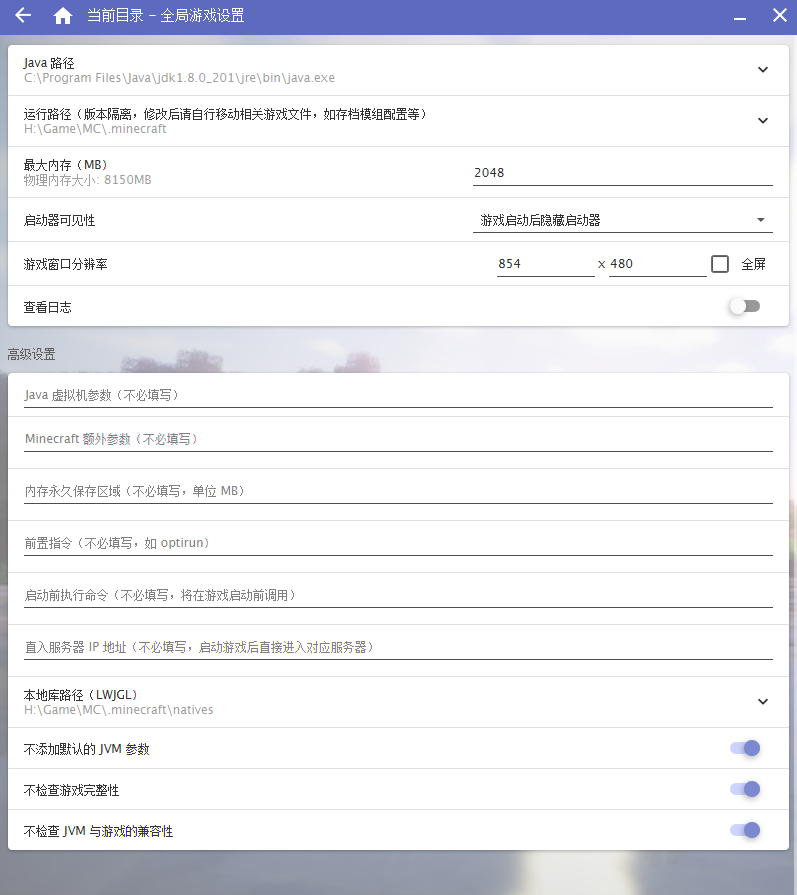 当前目录 - 全局游戏设置
Java 路径
C:\Program Files\Java\jdk1.8.0_201\jre\bin\java.exe
运行路径（版本隔离，修改后请自行移动相关游戏文件，如存档模组配置等）
H:\Game\MC\.minecraft
最大内存（MB）
物理内存大小: 8150MB
2048
启动器可见性
游戏启动后隐藏启动器
游戏窗口分辨率
854 x 480 全屏
查看日志
高级设置
Java 虚拟机参数（不必填写）
Minecraft 额外参数（不必填写）
内存永久保存区域（不必填写，单位 MB）
前置指令（不必填写，如 optirun）
启动前执行命令（不必填写，将在游戏启动前调用）
直入服务器 IP 地址（不必填写，启动游戏后直接进入对应服务器）
本地库路径（LWJGL）
H:\Game\MC\.minecraft\natives
不添加默认的 JVM 参数
不检查游戏完整性
不检查 JVM 与游戏的兼容性